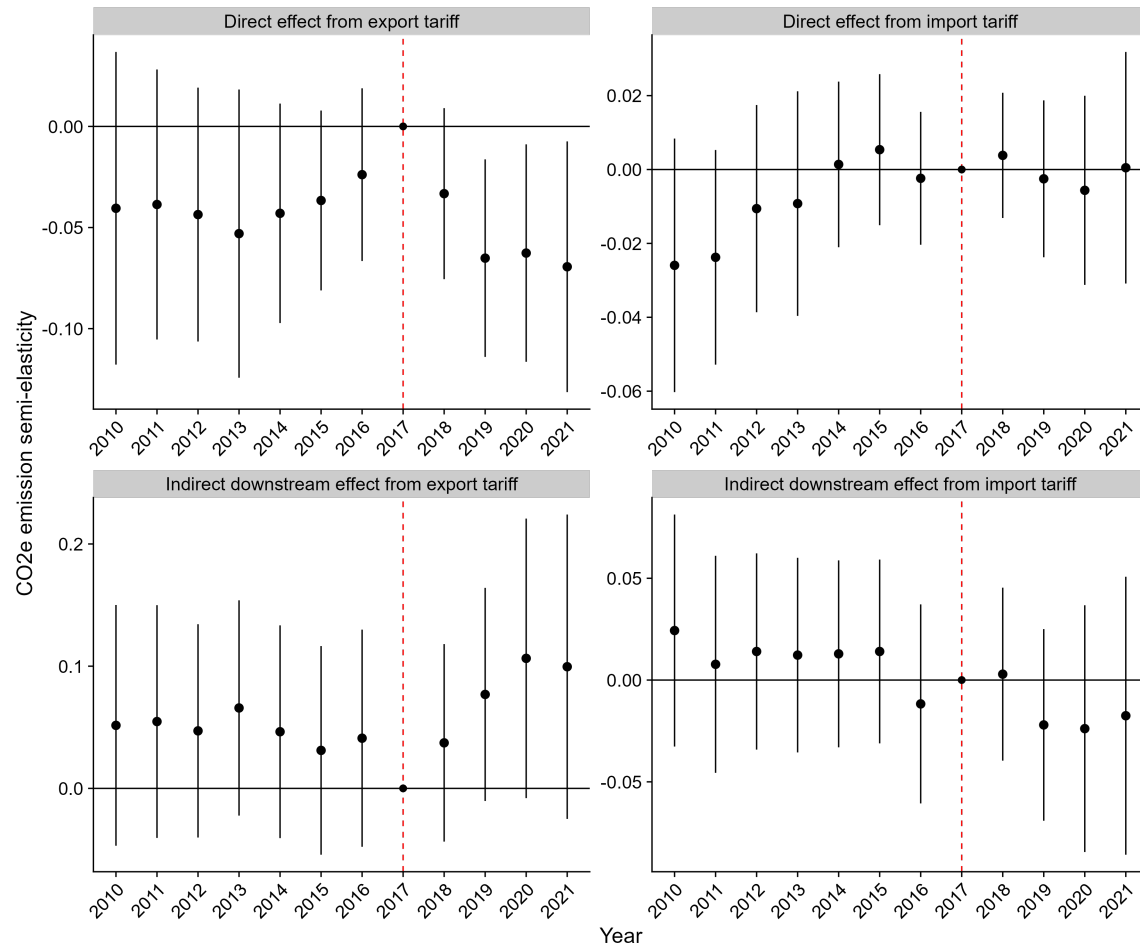 Direct effect from export tariff
Direct effect from import tariff
0.00
-0.05
-0.10
0.02
0.00
-0.02
-0.04
-0.06
2010 2011 2012 2013 2014 2015 2016 2017 2018 2019 2020 2021
2010 2011 2012 2013 2014 2015 2016 2017 2018 2019 2020 2021
CO2e emission semi-elasticity
Indirect downstream effect from export tariff
Indirect downstream effect from import tariff
0.2
0.1
0.0
0.05
0.00
-0.05
2010 2011 2012 2013 2014 2015 2016 2017 2018 2019 2020 2021
2010 2011 2012 2013 2014 2015 2016 2017 2018 2019 2020 2021
Year